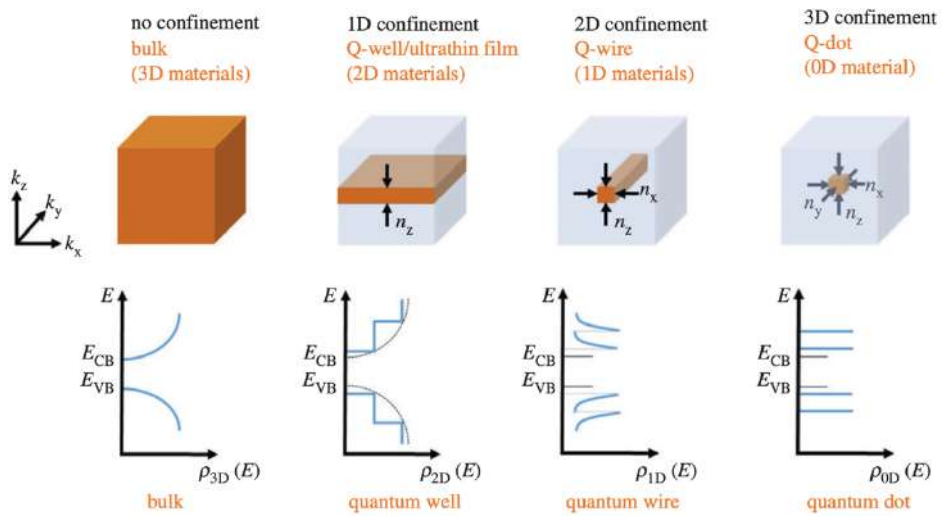 no confinement
bulk
(3D materials)
1D confinement
Q-well/ultrathin film
(2D materials)
2D confinement
Q-wire
(1D materials)
3D confinement
Q-dot
(0D material)
k_z
k_y
k_x
n_z
n_x
n_z
n_x
n_y
n_z
E
E_CB
E_VB
ρ_3D (E)
bulk
E
E_CB
E_VB
ρ_2D (E)
quantum well
E
E_CB
E_VB
ρ_1D (E)
quantum wire
E
E_CB
E_VB
ρ_0D (E)
quantum dot